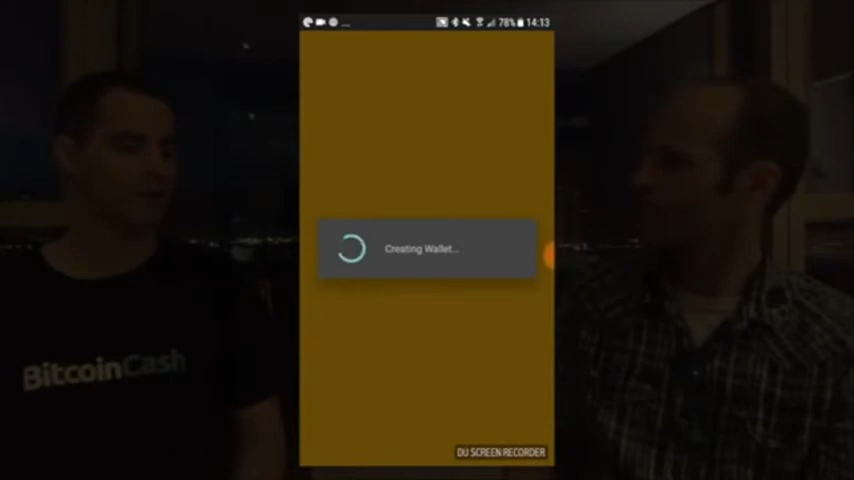 78% 14:13
Creating Wallet...
BitcoinCash
DU SCREEN RECORDER